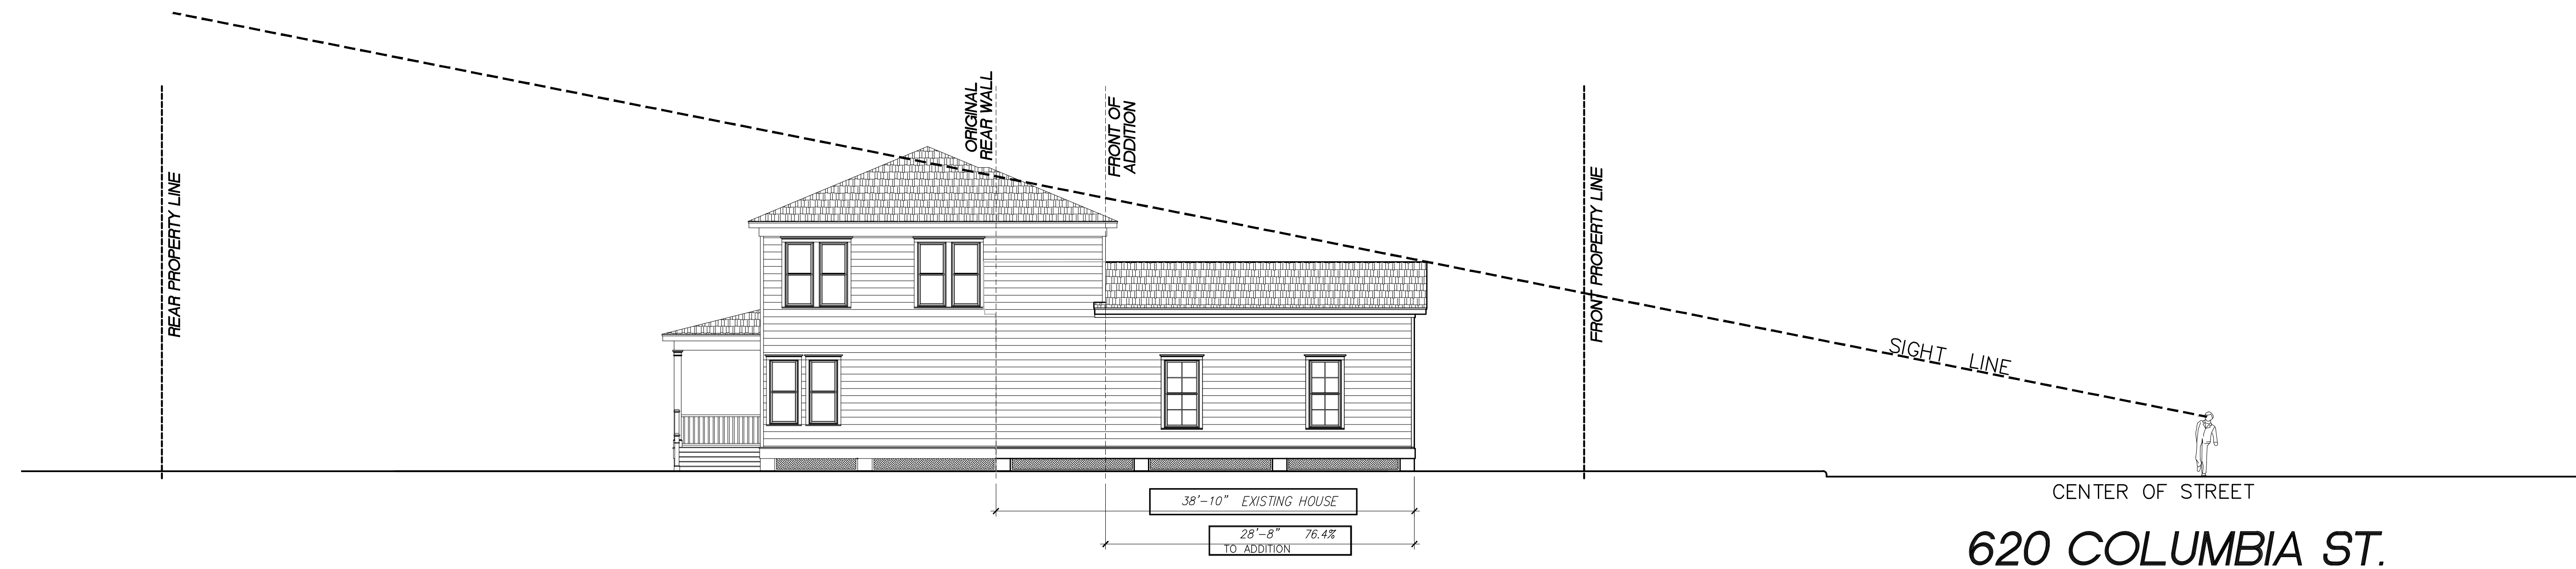 REAR PROPERTY LINE
ORIGINAL
REAR WALL
FRONT OF
ADDITION
FRONT PROPERTY LINE
SIGHT LINE
CENTER OF STREET
38'-10" EXISTING HOUSE
28'-8" 76.4%
TO ADDITION
620 COLUMBIA ST.